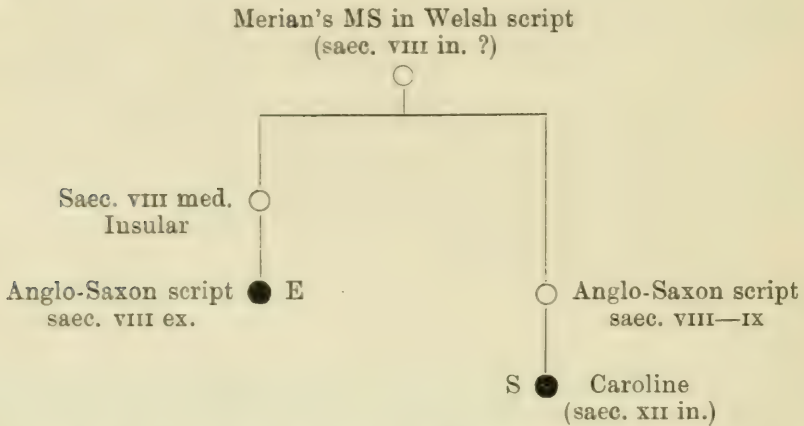 Merian's MS in Welsh script
(saec. VIII in. ?)
Saec. VIII med.
Insular
Anglo-Saxon script
saec. VIII ex.
E
Anglo-Saxon script
saec. VIII—IX
S
Caroline
(saec. XII in.)